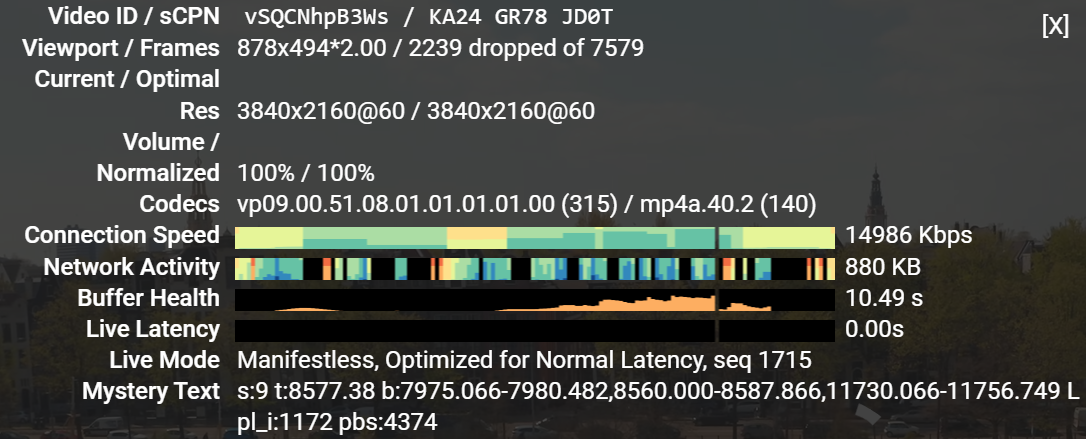 Video ID / sCPN vSQCNhpB3Ws / KA24 GR78 JD0T
[X]
Viewport / Frames 878x494*2.00 / 2239 dropped of 7579
Current / Optimal
Res 3840x2160@60 / 3840x2160@60
Volume /
Normalized 100% / 100%
Codecs vp09.00.51.08.01.01.01.01.00 (315) / mp4a.40.2 (140)
Connection Speed 14986 Kbps
Network Activity 880 KB
Buffer Health 10.49 s
Live Latency 0.00s
Live Mode Manifestless, Optimized for Normal Latency, seq 1715
Mystery Text s:9 t:8577.38 b:7975.066-7980.482,8560.000-8587.866,11730.066-11756.749 L
pl_i:1172 pbs:4374